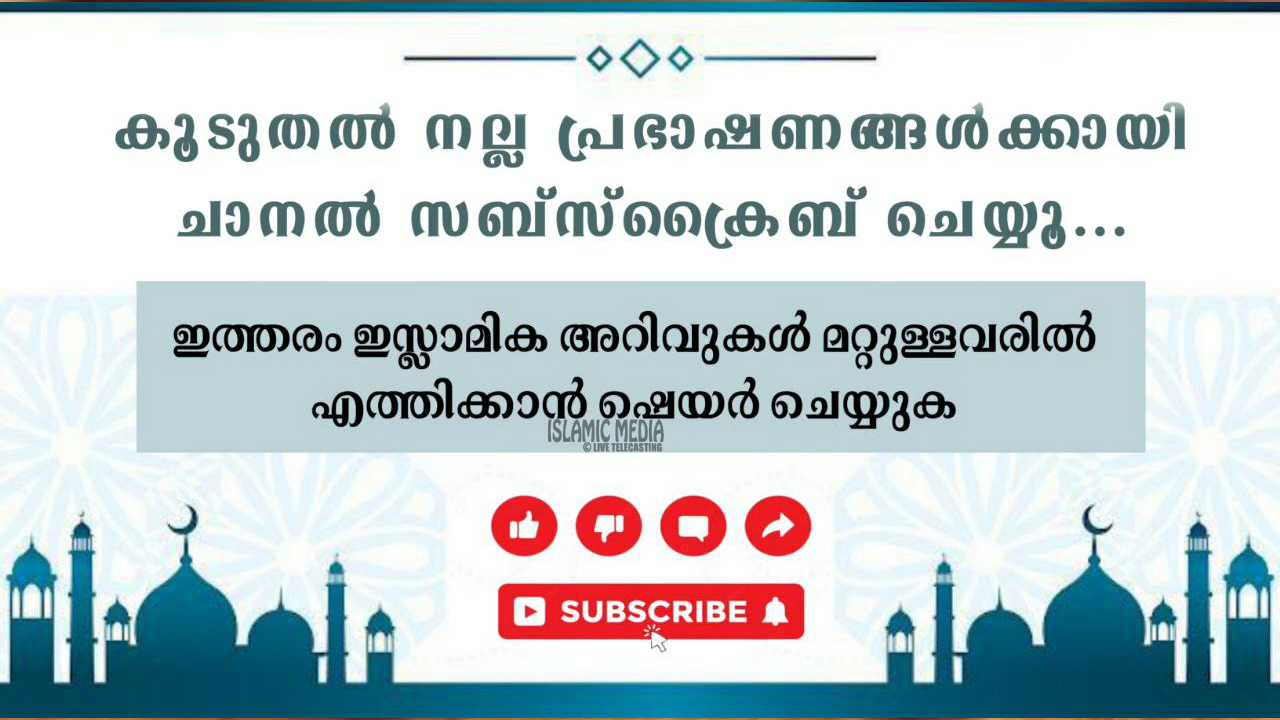 കൂടുതൽ നല്ല പ്രഭാഷണങ്ങൾക്കായി
ചാനൽ സബ്സ്ക്രൈബ് ചെയ്യൂ...
ഇത്തരം ഇസ്ലാമിക അറിവുകൾ മറ്റുള്ളവരിൽ
എത്തിക്കാൻ ഷെയർ ചെയ്യുക
ISLAMIC MEDIA
© LIVE TELECASTING
SUBSCRIBE